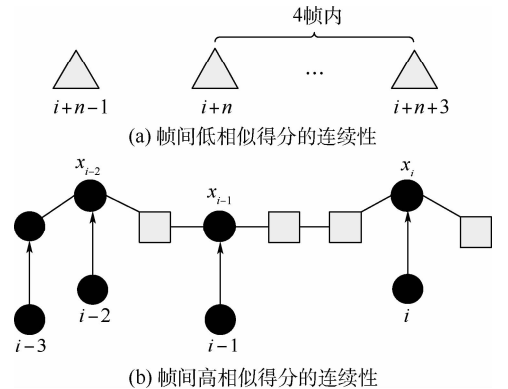 4帧内
...
i+n-1 i+n i+n+3
(a) 帧间低相似得分的连续性
x_{i-2} x_{i-1} x_i
i-3 i-2 i-1 i
(b) 帧间高相似得分的连续性